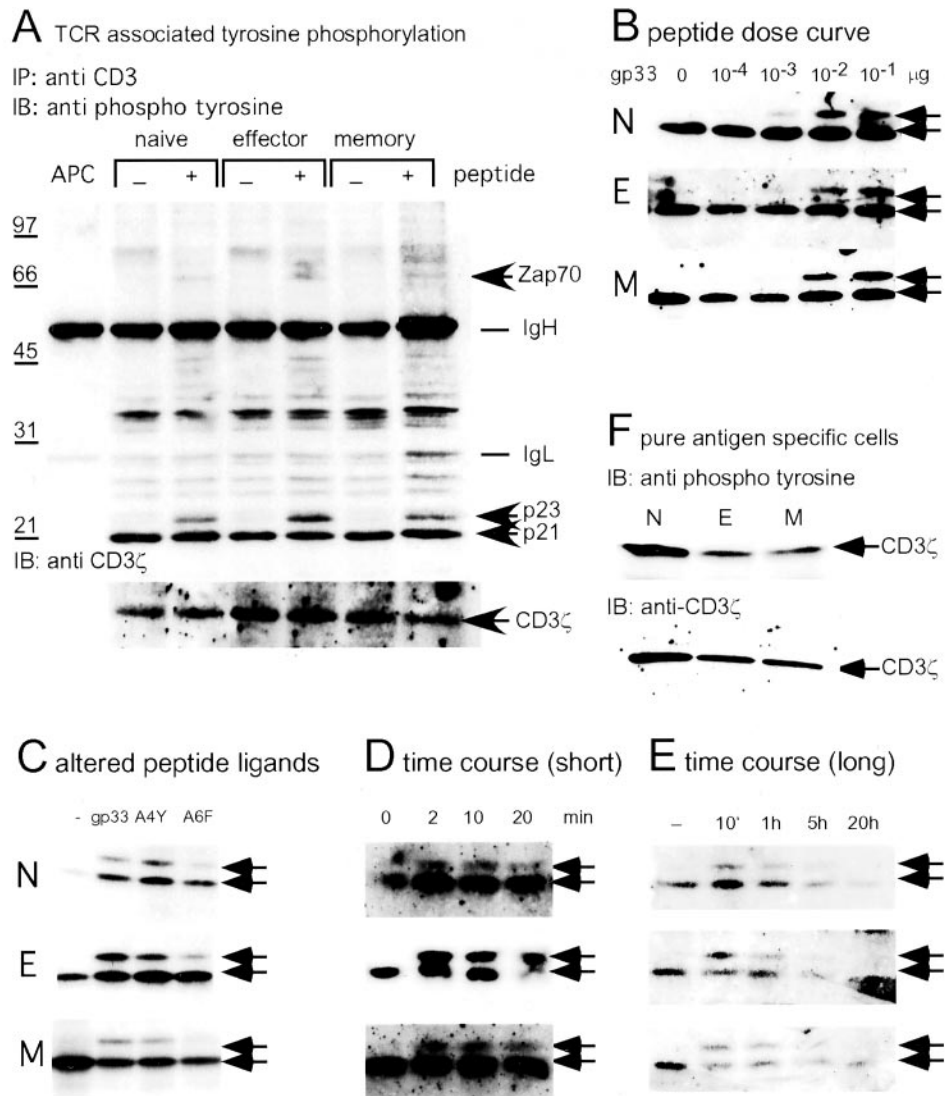 A TCR associated tyrosine phosphorylation
IP: anti CD3
IB: anti phospho tyrosine
naive effector memory
APC – + – + – + peptide
97
66
45
31
21
Zap70
IgH
IgL
p23
p21
IB: anti CD3ζ
CD3ζ
B peptide dose curve
gp33 0 10-4 10-3 10-2 10-1 µg
N
E
M
F pure antigen specific cells
IB: anti phospho tyrosine
N E M
CD3ζ
IB: anti-CD3ζ
CD3ζ
C altered peptide ligands
- gp33 A4Y A6F
N
E
M
D time course (short)
0 2 10 20 min
E time course (long)
– 10' 1h 5h 20h